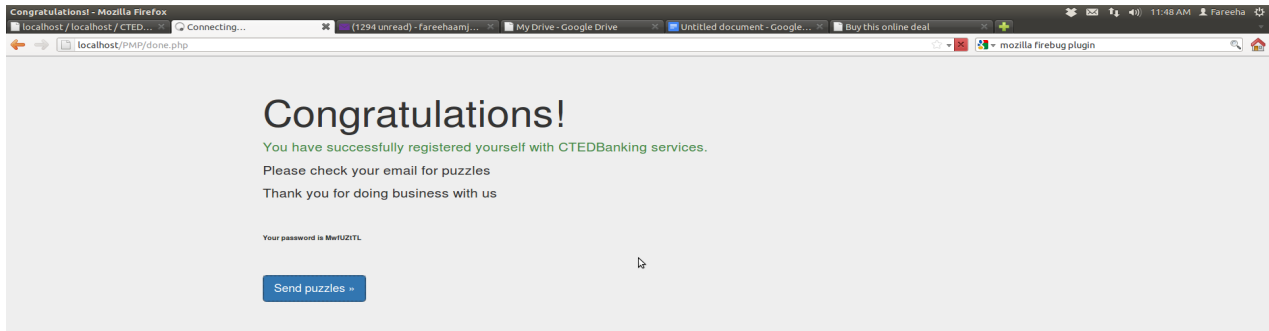 Congratulations! - Mozilla Firefox
11:48 AM Fareeha
localhost / localhost / CTED...
Connecting...
(1294 unread) - fareehaamj...
My Drive - Google Drive
Untitled document - Google...
Buy this online deal
localhost/PMP/done.php
mozilla firebug plugin
Congratulations!
You have successfully registered yourself with CTEDBanking services.
Please check your email for puzzles
Thank you for doing business with us
Your password is MwfUZtTL
Send puzzles »